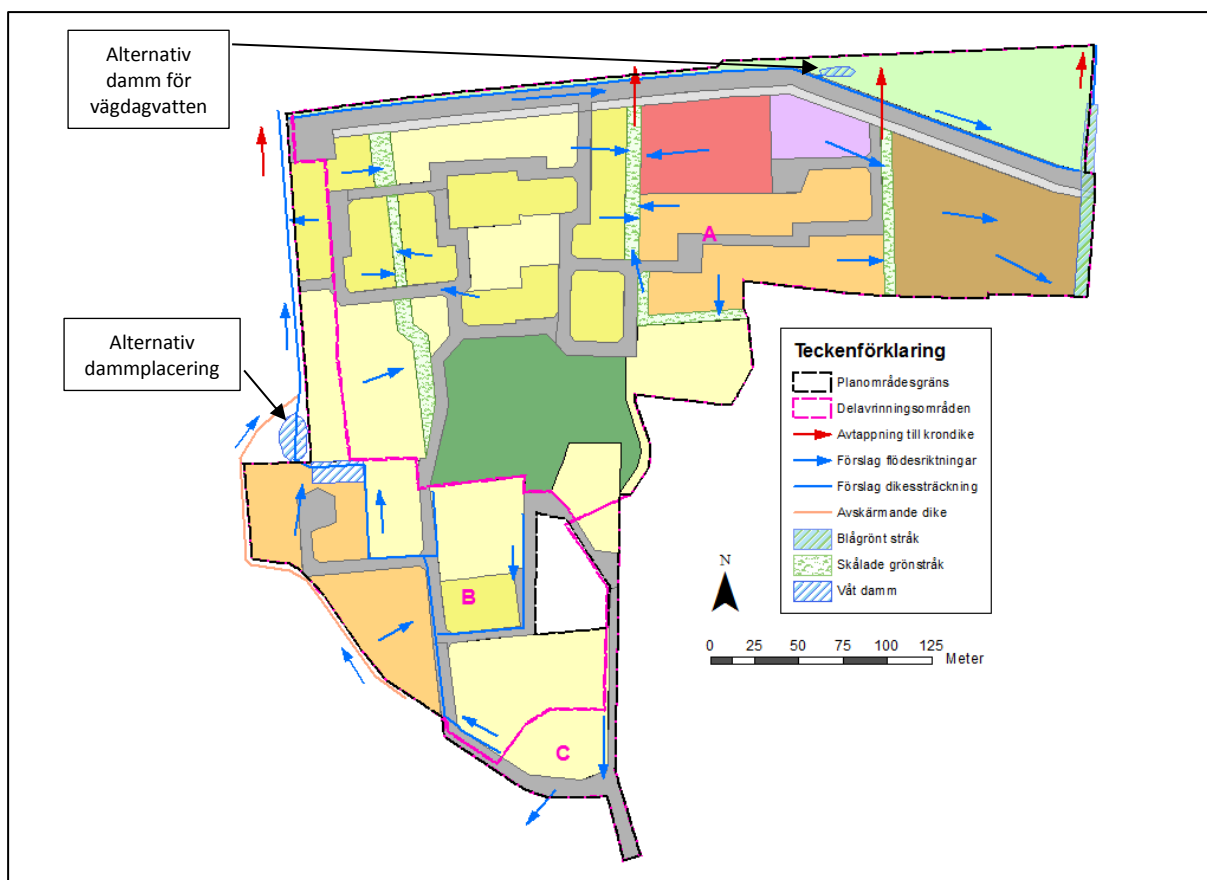 Alternativ
damm för
vägdagvatten
A
Alternativ
dammplacering
B
C
N
0 25 50 75 100 125
Meter
Teckenförklaring
Planområdesgräns
Delavrinningsområden
Avtappning till krondike
Förslag flödesriktningar
Förslag dikessträckning
Avskärmande dike
Blågrönt stråk
Skålade grönstråk
Våt damm